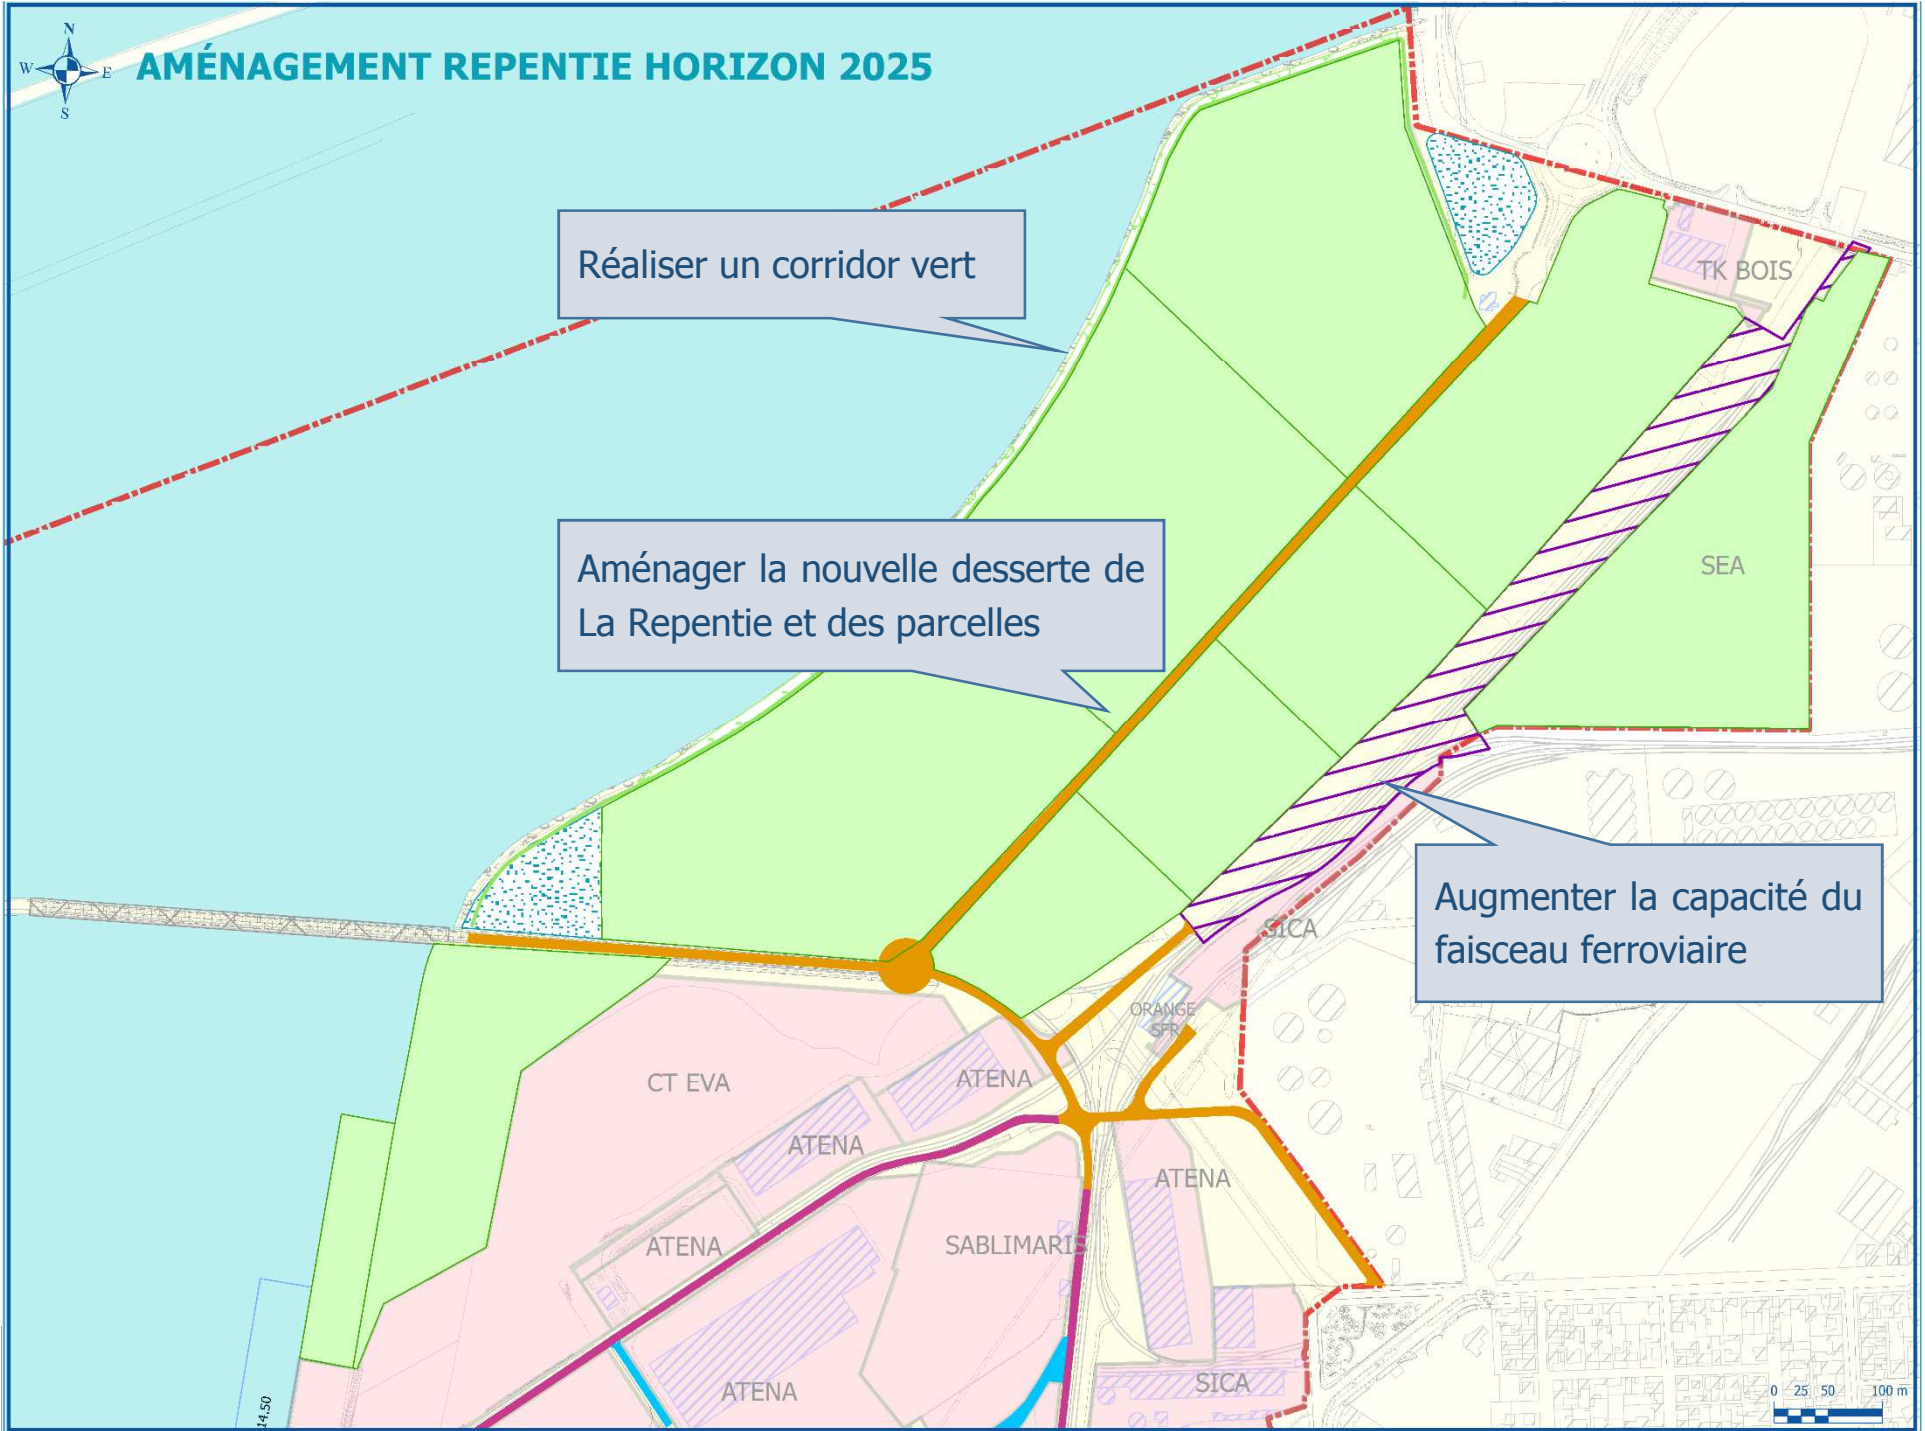 N
W E
S
AMÉNAGEMENT REPENTIE HORIZON 2025
Réaliser un corridor vert
TK BOIS
Aménager la nouvelle desserte de
La Repentie et des parcelles
SEA
Augmenter la capacité du
faisceau ferroviaire
SICA
ORANGE
SFR
CT EVA
ATENA
ATENA
ATENA
ATENA
SABLIMARIS
ATENA
SICA
14.50
0 25 50 100 m